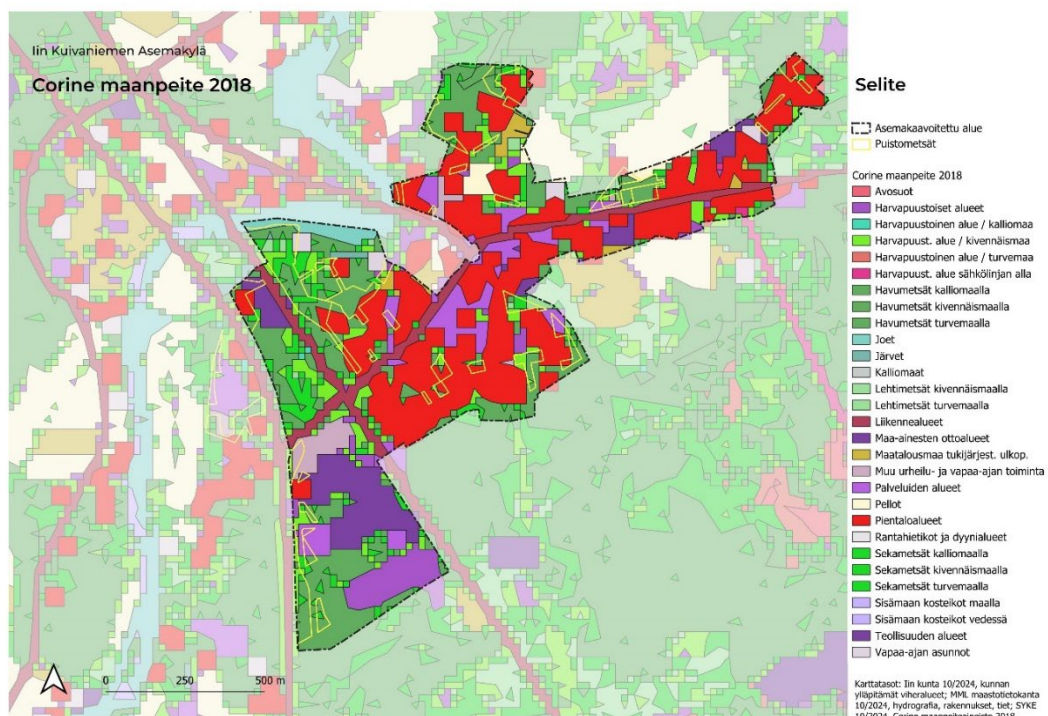 Iin Kuivaniemen Asemakylä
Corine maanpeite 2018
0 250 500 m
Selite
Asemakaavoitettu alue
Puistometsät
Corine maanpeite 2018
Avosuot
Harvapuustoiset alueet
Harvapuustoinen alue / kalliomaa
Harvapuust. alue / kivennäismaa
Harvapuustoinen alue / turvemaa
Harvapuust. alue sähkölinjan alla
Havumetsät kalliomaalla
Havumetsät kivennäismaalla
Havumetsät turvemaalla
Joet
Järvet
Kalliomaat
Lehtimetsät kivennäismaalla
Lehtimetsät turvemaalla
Liikennealueet
Maa-ainesten ottoalueet
Maatalousmaa tukijärjest. ulkop.
Muu urheilu- ja vapaa-ajan toiminta
Palveluiden alueet
Pellot
Pientaloalueet
Rantahietikot ja dyynialueet
Sekametsät kalliomaalla
Sekametsät kivennäismaalla
Sekametsät turvemaalla
Sisämaan kosteikot maalla
Sisämaan kosteikot vedessä
Teollisuuden alueet
Vapaa-ajan asunnot
Karttatasot: Iin kunta 10/2024, kunnan
ylläpitämät viheralueet; MML maastotietokanta
10/2024, hydrografia, rakennukset, tiet; SYKE
10/2024, Corine maanpeiteaineisto 2018